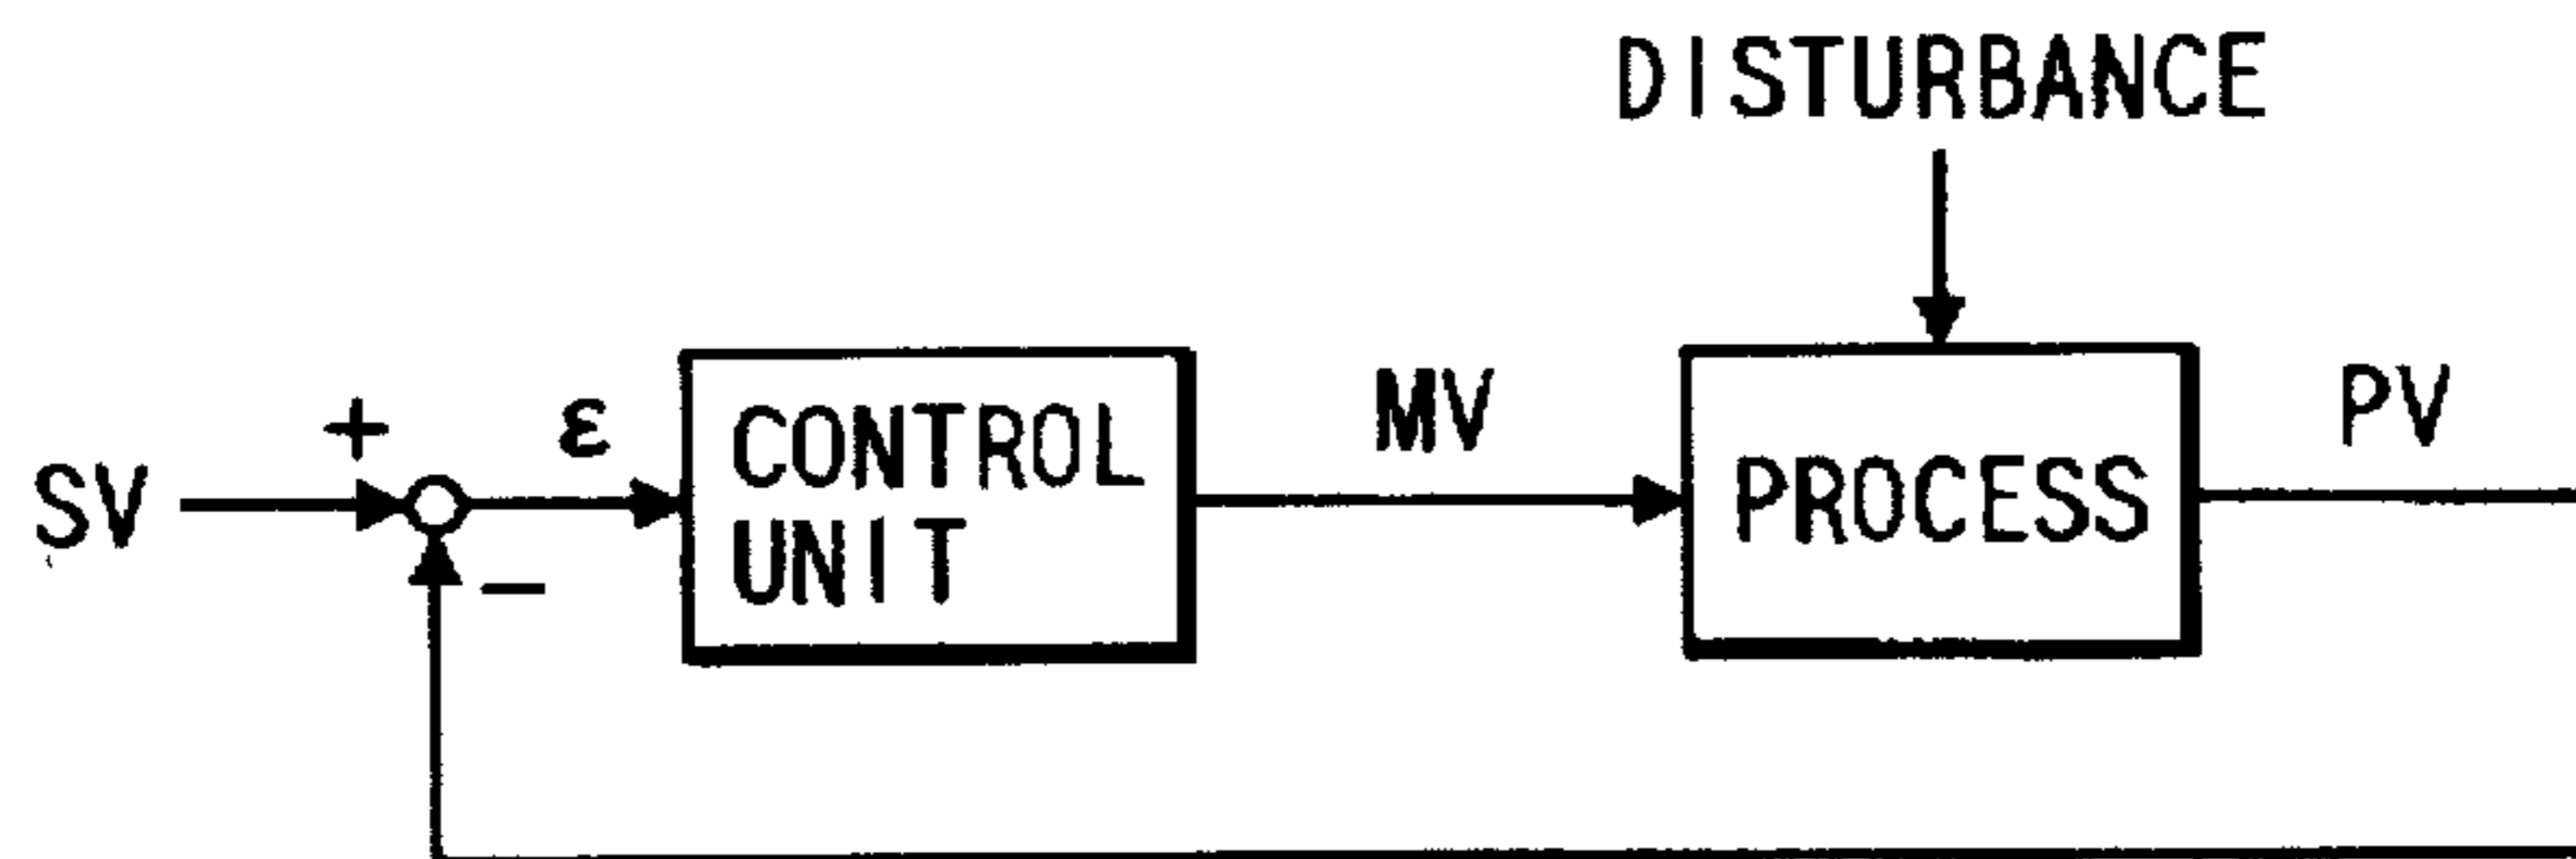 DISTURBANCE
SV
+
−
ε
CONTROL
UNIT
MV
PROCESS
PV